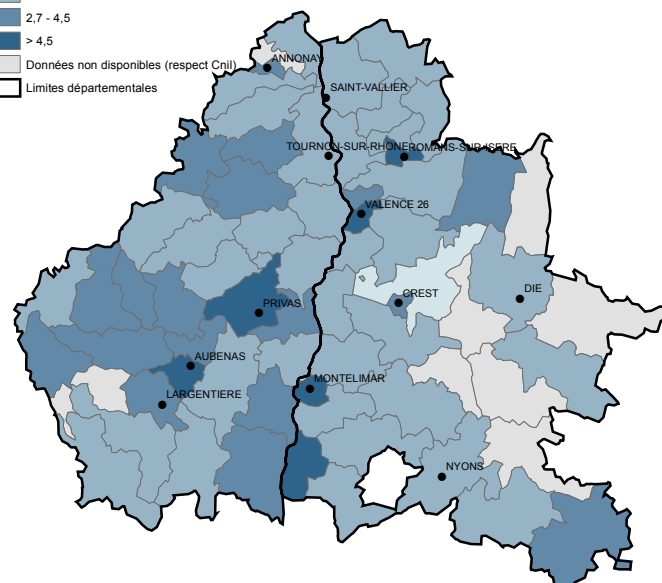 2,7 - 4,5
> 4,5
Données non disponibles (respect Cnil)
Limites départementales
ANNONAY
SAINT-VALLIER
TOURNON-SUR-RHONE
ROMANS-SUR-ISERE
VALENCE 26
DIE
CREST
PRIVAS
AUBENAS
MONTELIMAR
LARGENTIERE
NYONS